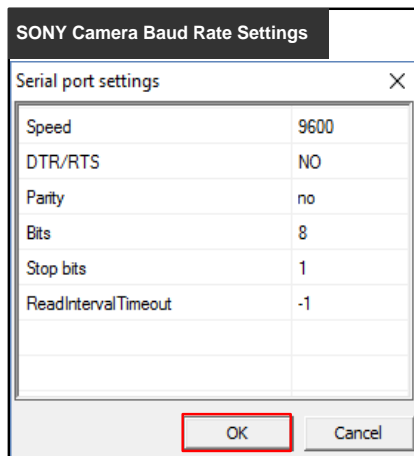 SONY Camera Baud Rate Settings
Serial port settings
Speed 9600
DTR/RTS NO
Parity no
Bits 8
Stop bits 1
ReadIntervalTimeout -1
OK Cancel